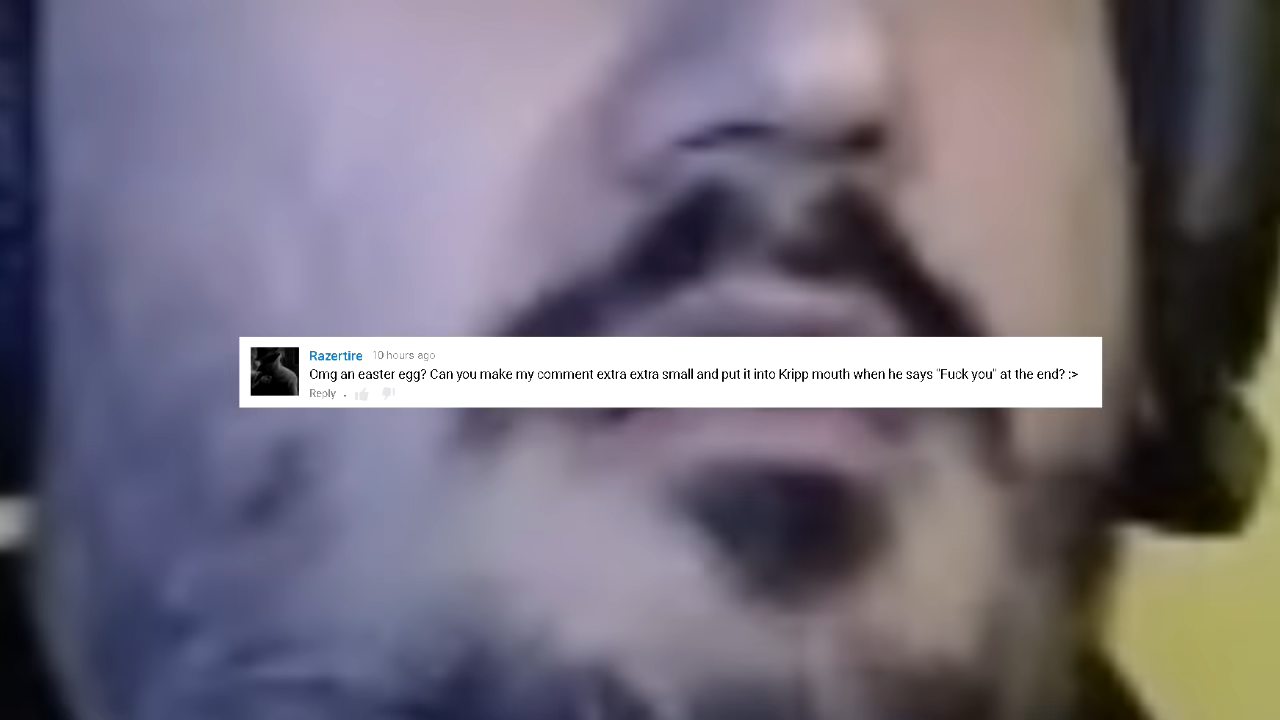 Razertire 10 hours ago
Omg an easter egg? Can you make my comment extra extra small and put it into Kripp mouth when he says "Fuck you" at the end? :>
Reply .